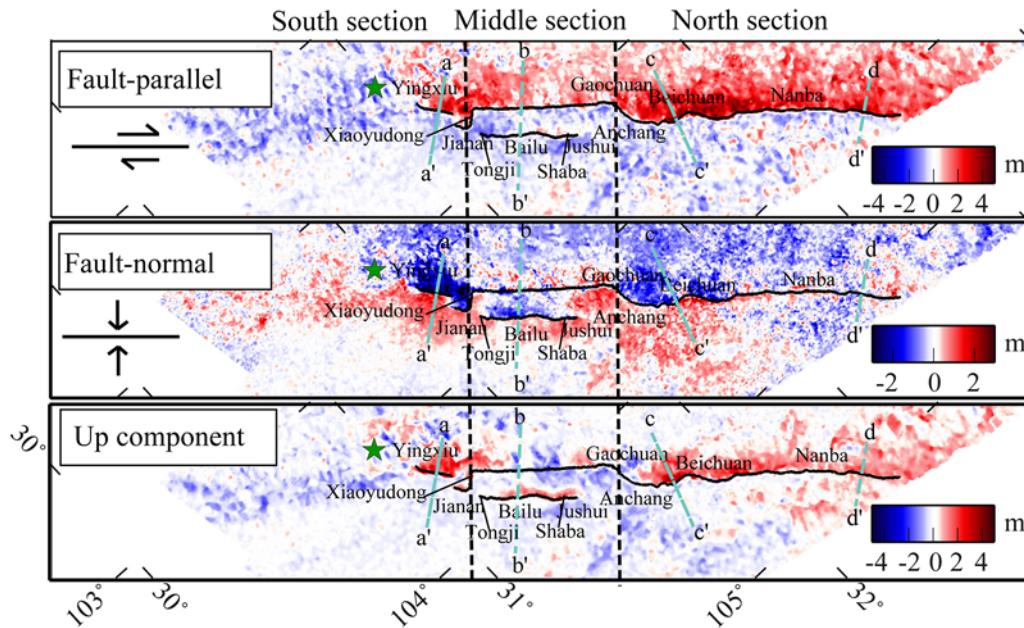 South section Middle section North section
Fault-parallel
a
b
c
d
Yingxiu
Gaochuan
Beichuan
Nanba
Xiaoyudong
Jianan
Bailu
Jushui
Anchang
Tongji
Shaba
a'
b'
c'
d'
m
-4 -2 0 2 4
Fault-normal
a
b
c
d
Yingxiu
Gaochuan
Beichuan
Nanba
Xiaoyudong
Jianan
Bailu
Jushui
Anchang
Tongji
Shaba
a'
b'
c'
d'
m
-2 0 2
Up component
a
b
c
d
Yingxiu
Gaochuan
Beichuan
Nanba
Xiaoyudong
Jianan
Bailu
Jushui
Anchang
Tongji
Shaba
a'
b'
c'
d'
m
-4 -2 0 2 4
30°
103° 30° 104° 31° 105° 32°